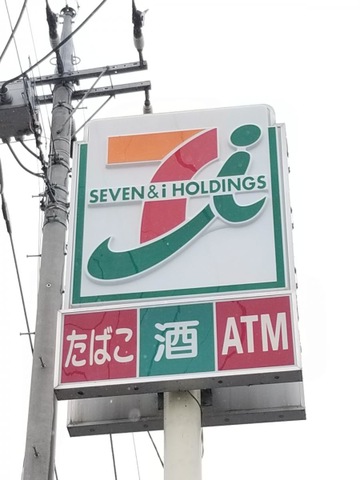 SEVEN & i HOLDINGS
たばこ 酒 ATM